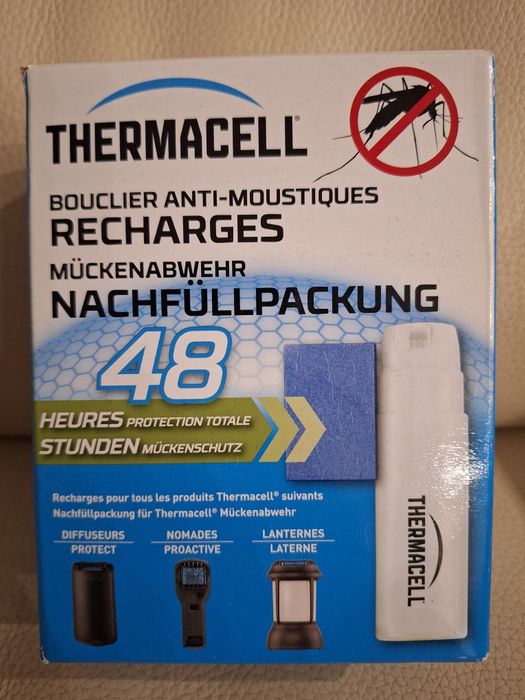 THERMACELL®
BOUCLIER ANTI-MOUSTIQUES
RECHARGES
MÜCKENABWEHR
NACHFÜLLPACKUNG
48
HEURES PROTECTION TOTALE
STUNDEN MÜCKENSCHUTZ
Recharges pour tous les produits Thermacell® suivants
Nachfüllpackung für Thermacell® Mückenabwehr
DIFFUSEURS
PROTECT
NOMADES
PROACTIVE
LANTERNES
LATERNE
THERMACELL®